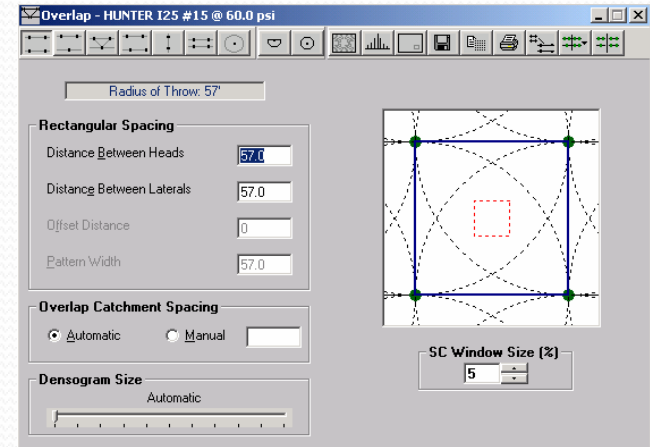 Overlap - HUNTER I25 #15 @ 60.0 psi
Radius of Throw: 57'
Rectangular Spacing
Distance Between Heads 57.0
Distance Between Laterals 57.0
Offset Distance 0
Pattern Width 57.0
Overlap Catchment Spacing
Automatic Manual
Densogram Size
Automatic
SC Window Size (%)
5